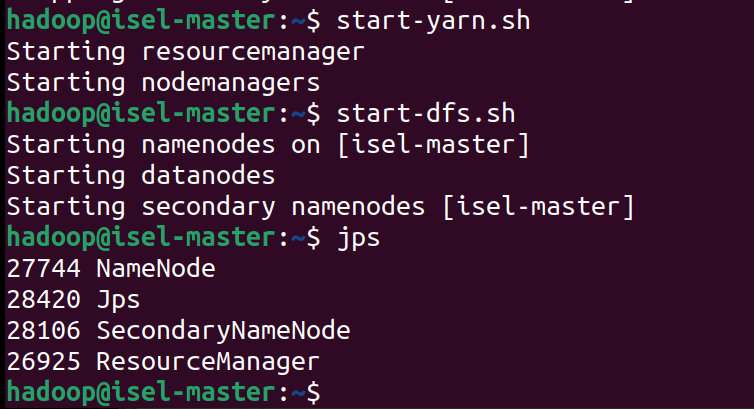 hadoop@isel-master:~$ start-yarn.sh
Starting resourcemanager
Starting nodemanagers
hadoop@isel-master:~$ start-dfs.sh
Starting namenodes on [isel-master]
Starting datanodes
Starting secondary namenodes [isel-master]
hadoop@isel-master:~$ jps
27744 NameNode
28420 Jps
28106 SecondaryNameNode
26925 ResourceManager
hadoop@isel-master:~$